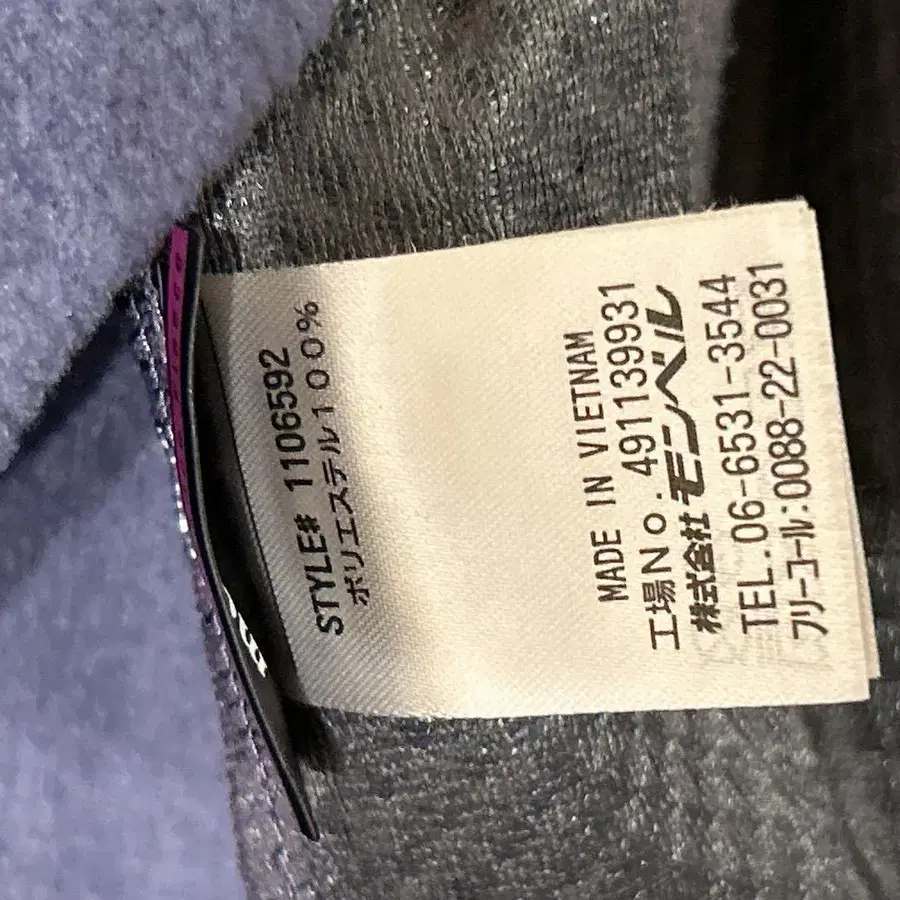 STYLE# 1106592
ポリエステル100%
MADE IN VIETNAM
工場No. 491139931
株式会社モンベル
TEL.06-6531-3544
フリーコール:0088-22-0031